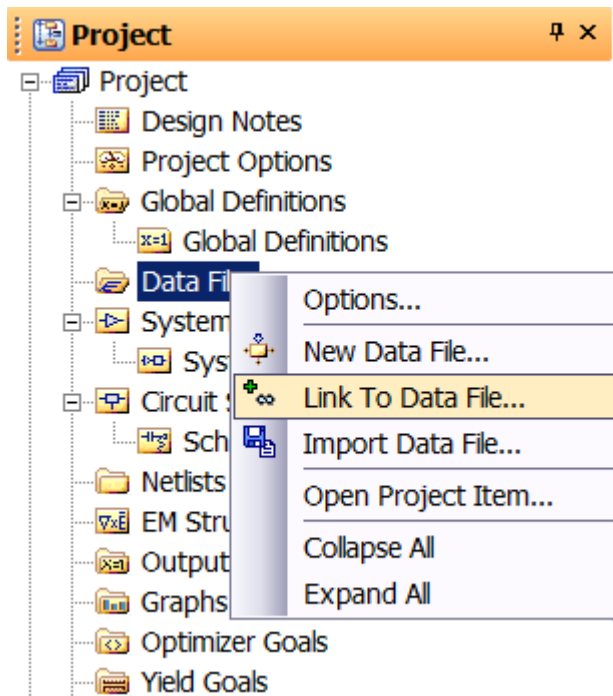 Project
Project
Design Notes
Project Options
Global Definitions
x=y
Global Definitions
x=1
Data Fil
Options...
System
New Data File...
Sys
Link To Data File...
Circuit S
Import Data File...
Sch
Netlists
Open Project Item...
EM Stru
Output
Collapse All
Graphs
Expand All
Optimizer Goals
Yield Goals